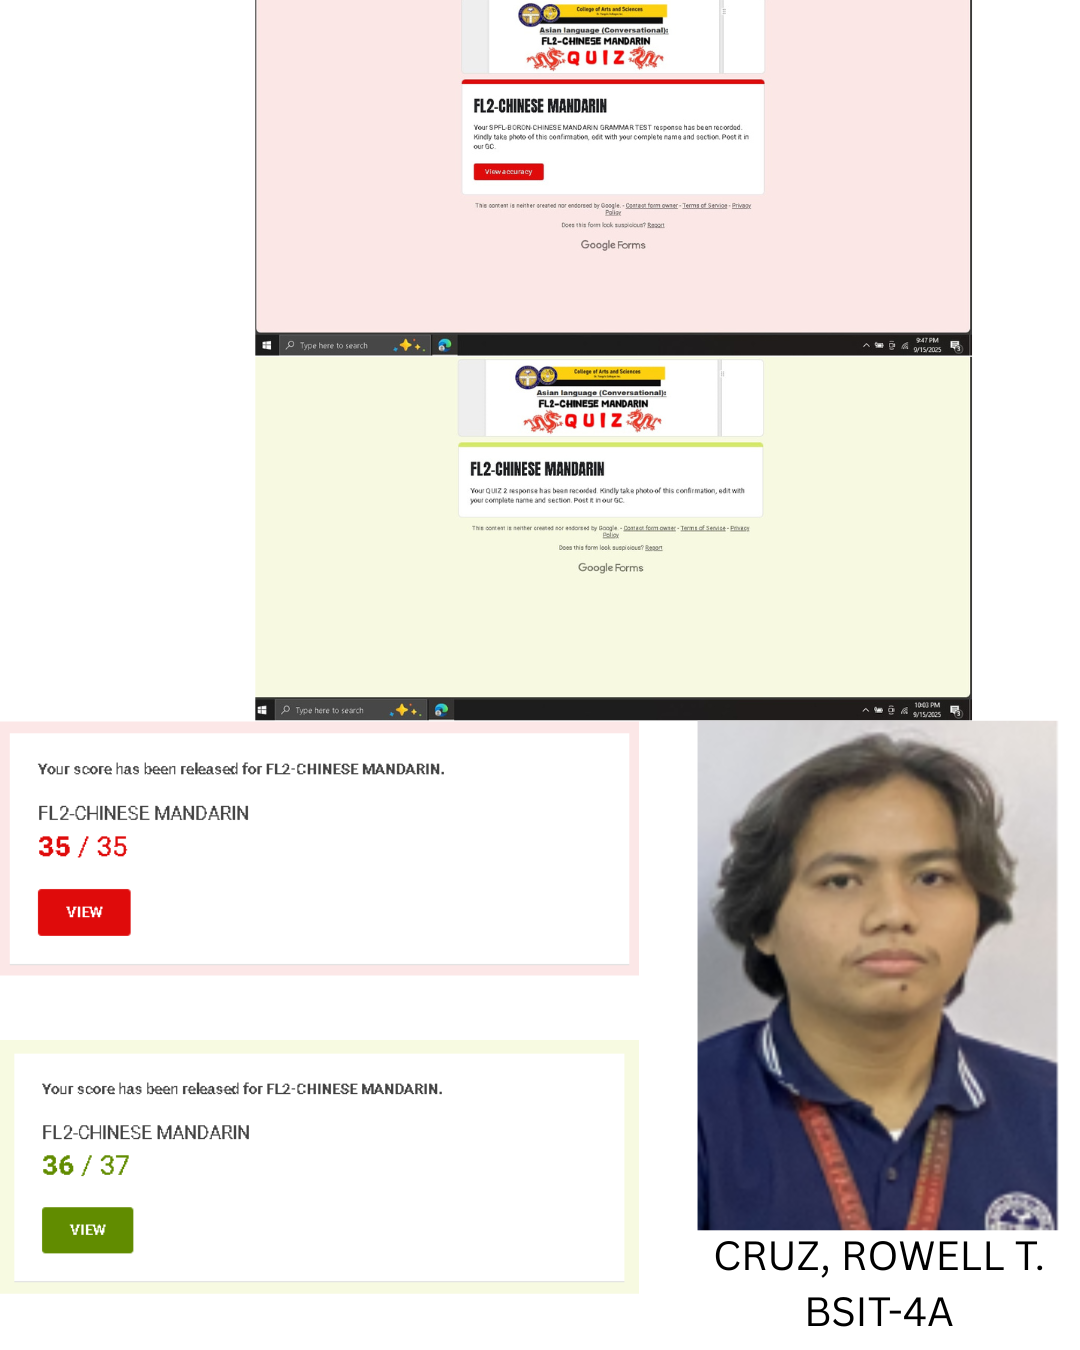 College of Arts and Sciences
Asian language (Conversational):
FL2-CHINESE MANDARIN
QUIZ
FL2-CHINESE MANDARIN
Your SPFL-BORON-CHINESE MANDARIN GRAMMAR TEST response has been recorded.
Kindly take photo of this confirmation, edit with your complete name and section. Post it in
our GC.
View accuracy
This content is neither created nor endorsed by Google. - Contact form owner - Terms of Service - Privacy
Policy
Does this form look suspicious? Report
Google Forms
Type here to search
9:47 PM
9/15/2025
3
College of Arts and Sciences
Asian language (Conversational):
FL2-CHINESE MANDARIN
QUIZ
FL2-CHINESE MANDARIN
Your QUIZ 2 response has been recorded. Kindly take photo of this confirmation, edit with
your complete name and section. Post it in our GC.
This content is neither created nor endorsed by Google. - Contact form owner - Terms of Service - Privacy
Policy
Does this form look suspicious? Report
Google Forms
Type here to search
10:03 PM
9/15/2025
3
Your score has been released for FL2-CHINESE MANDARIN.
FL2-CHINESE MANDARIN
35 / 35
VIEW
Your score has been released for FL2-CHINESE MANDARIN.
FL2-CHINESE MANDARIN
36 / 37
VIEW
CRUZ, ROWELL T.
BSIT-4A